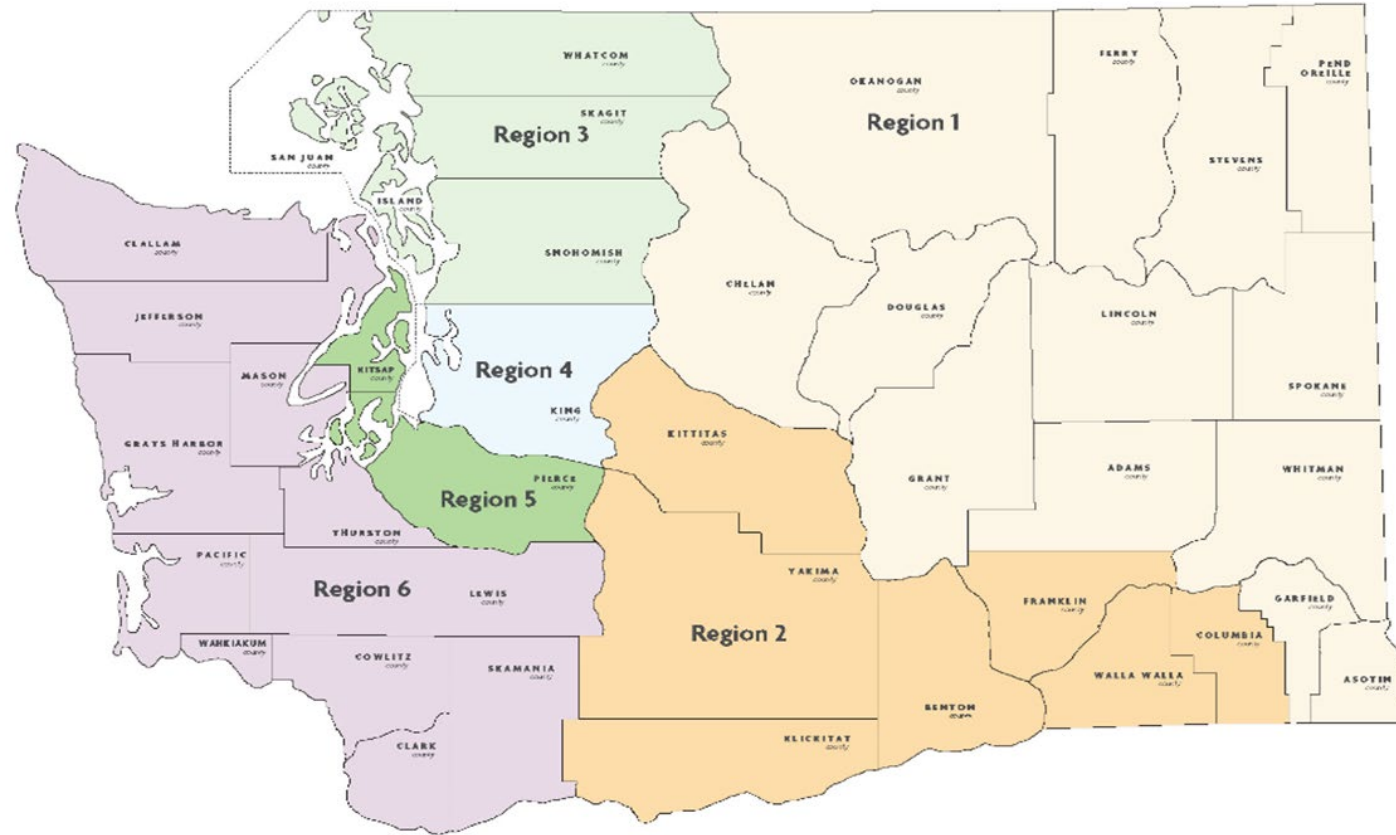 WHATCOM
county
SKAGIT
county
Region 3
SAN JUAN
county
ISLAND
county
SNOHOMISH
county
OKANOGAN
county
Region 1
FERRY
county
STEVENS
county
PEND
OREILLE
county
CLALLAM
county
JEFFERSON
county
MASON
county
KITSAP
county
GRAYS HARBOR
county
Region 4
KING
county
CHELAN
county
DOUGLAS
county
LINCOLN
county
SPOKANE
county
KITTITAS
county
GRANT
county
ADAMS
county
WHITMAN
county
PIERCE
county
Region 5
THURSTON
county
PACIFIC
county
Region 6
LEWIS
county
WAHKIAKUM
county
COWLITZ
county
SKAMANIA
county
CLARK
county
YAKIMA
county
Region 2
KLICKITAT
county
BENTON
county
FRANKLIN
county
WALLA WALLA
county
COLUMBIA
county
GARFIELD
county
ASOTIN
county